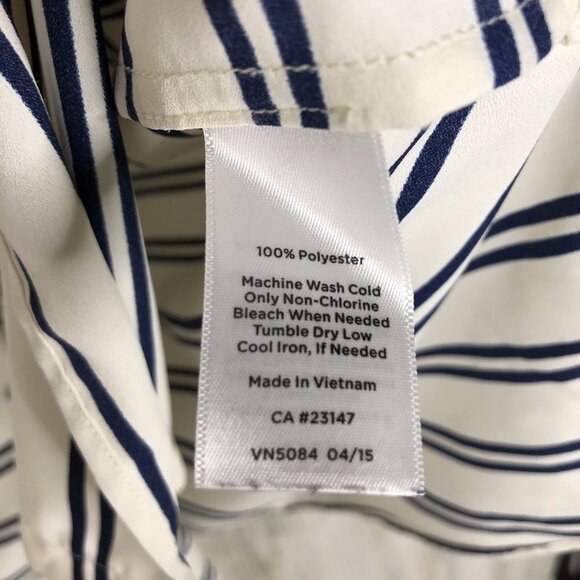 100% Polyester
Machine Wash Cold
Only Non-Chlorine
Bleach When Needed
Tumble Dry Low
Cool Iron, If Needed
Made In Vietnam
CA #23147
VN5084 04/15